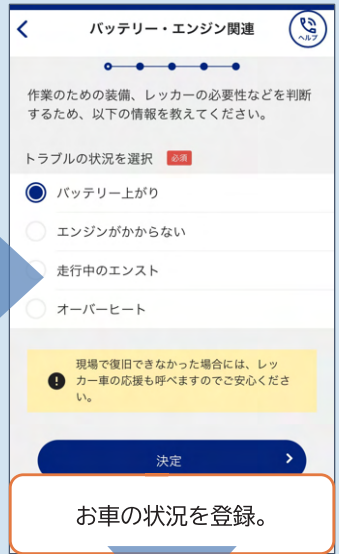 バッテリー・エンジン関連
ヘルプ
作業のための装備、レッカーの必要性などを判断
するため、以下の情報を教えてください。
トラブルの状況を選択 必須
バッテリー上がり
エンジンがかからない
走行中のエンスト
オーバーヒート
現場で復旧できなかった場合には、レッ
カー車の応援も呼べますのでご安心くださ
い。
決定
お車の状況を登録。